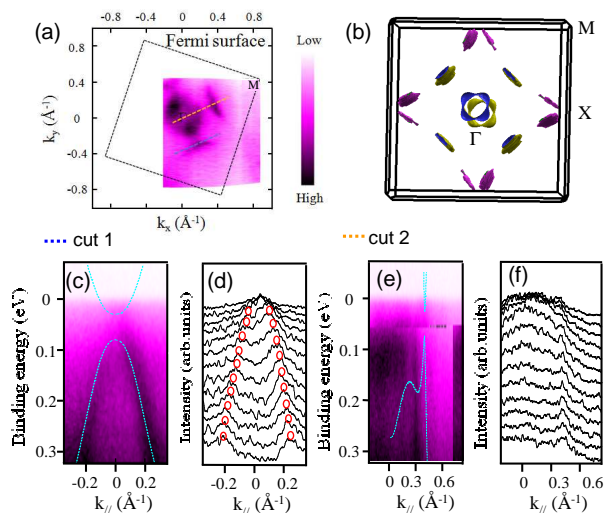 (a)
Fermi surface
-0.4 0 0.4 0.8
0.8
0.4
0
-0.4
-0.8
M
k_y (Å⁻¹)
-0.8 -0.4 0 0.4 0.8
k_x (Å⁻¹)
Low
High
(b)
M
X
Γ
cut 1
cut 2
(c)
Binding energy (eV)
0
0.1
0.2
0.3
-0.2 0 0.2
k_// (Å⁻¹)
(d)
Intensity (arb. units)
-0.2 0 0.2
k_// (Å⁻¹)
(e)
Binding energy (eV)
0
0.1
0.2
0.3
0 0.3 0.6
k_// (Å⁻¹)
(f)
Intensity (arb. units)
0 0.3 0.6
k_// (Å⁻¹)